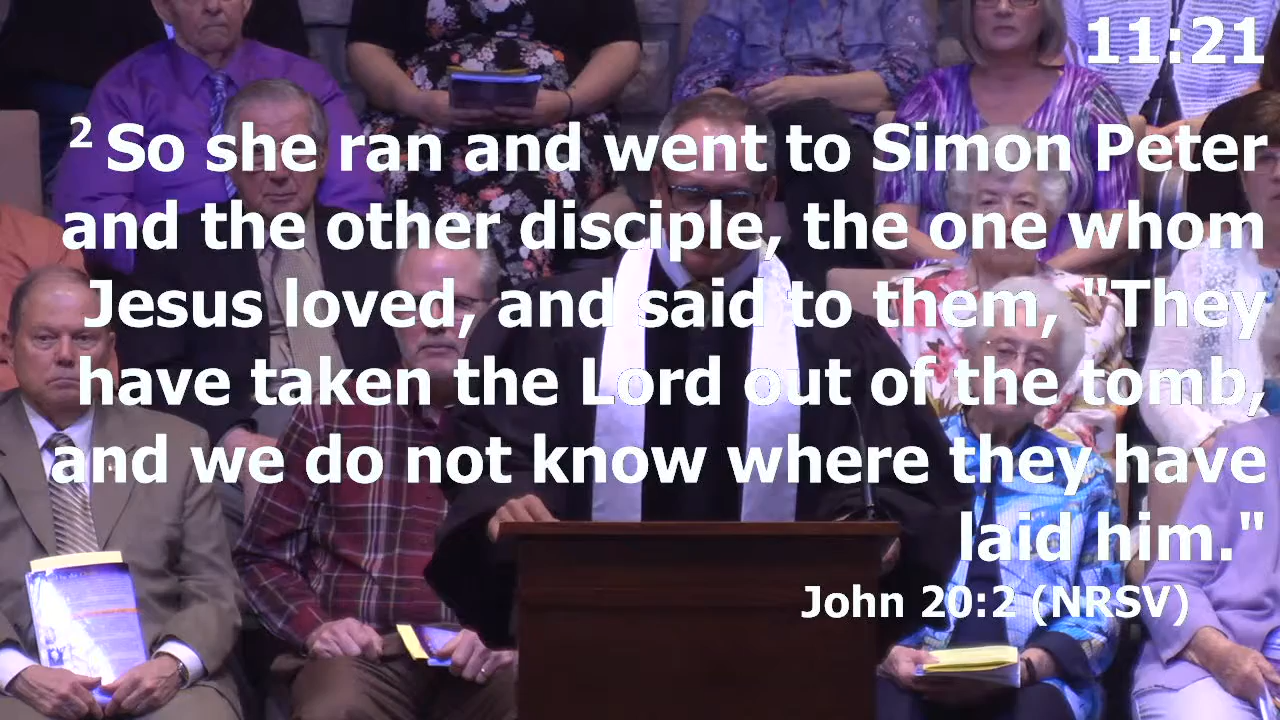 11:21
2 So she ran and went to Simon Peter
and the other disciple, the one whom
Jesus loved, and said to them, "They
have taken the Lord out of the tomb,
and we do not know where they have
laid him."
John 20:2 (NRSV)